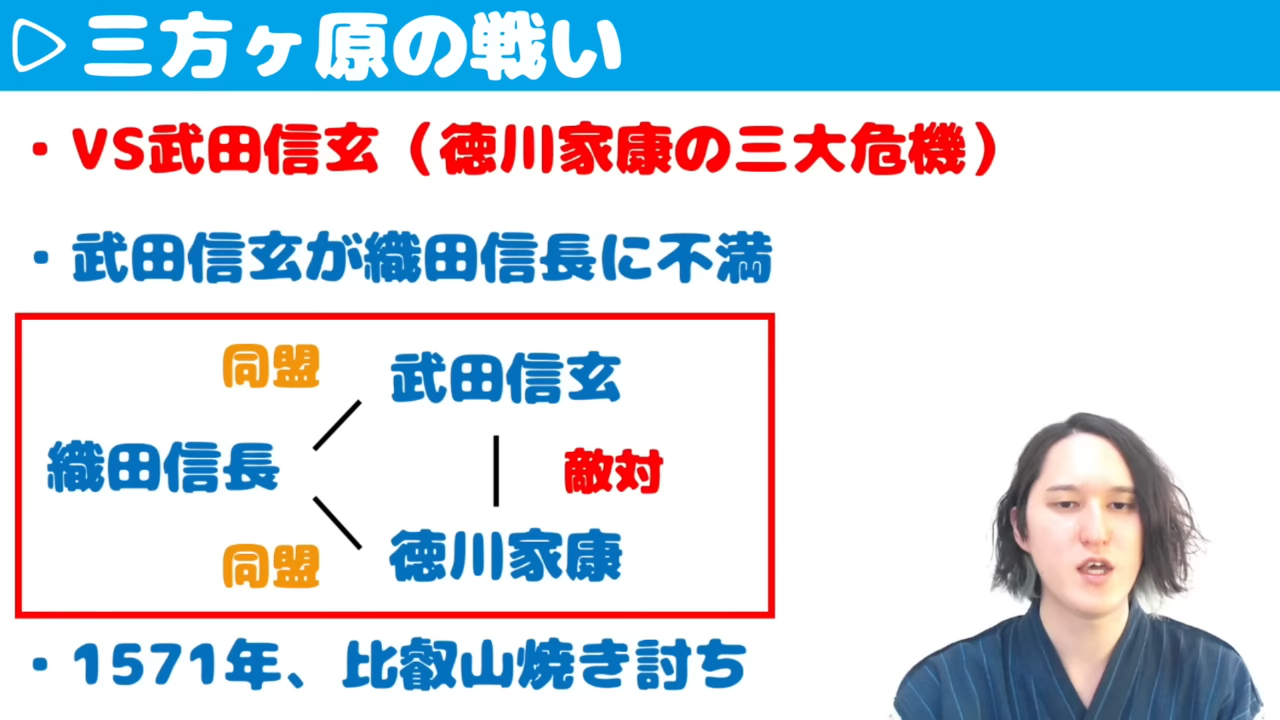 三方ヶ原の戦い
・VS武田信玄（徳川家康の三大危機）
・武田信玄が織田信長に不満
同盟
武田信玄
織田信長
敵対
同盟
徳川家康
・1571年、比叡山焼き討ち